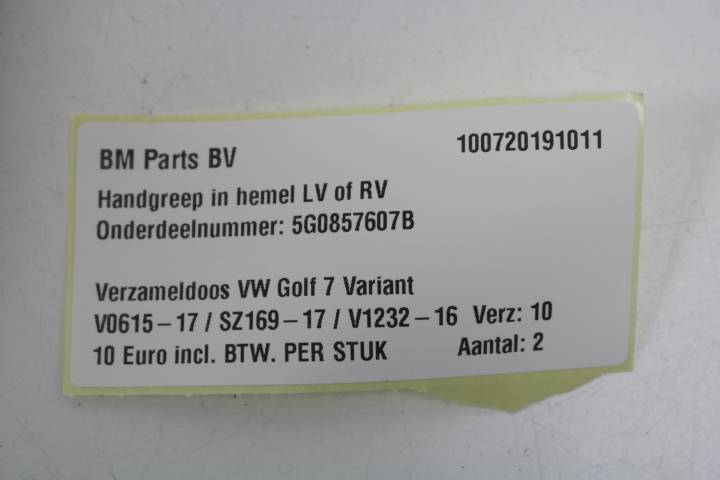 BM Parts BV 100720191011
Handgreep in hemel LV of RV
Onderdeelnummer: 5G0857607B
Verzameldoos VW Golf 7 Variant
V0615-17 / SZ169-17 / V1232-16 Verz: 10
10 Euro incl. BTW. PER STUK Aantal: 2